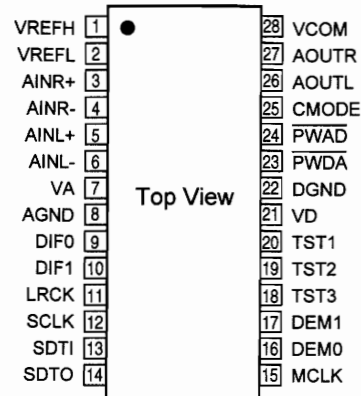 VREFH 1 28 VCOM
VREFL 2 27 AOUTR
AINR+ 3 26 AOUTL
AINR- 4 25 CMODE
AINL+ 5 24 PWAD
AINL- 6 23 PWDA
VA 7 22 DGND
Top View
AGND 8 21 VD
DIF0 9 20 TST1
DIF1 10 19 TST2
LRCK 11 18 TST3
SCLK 12 17 DEM1
SDTI 13 16 DEM0
SDTO 14 15 MCLK